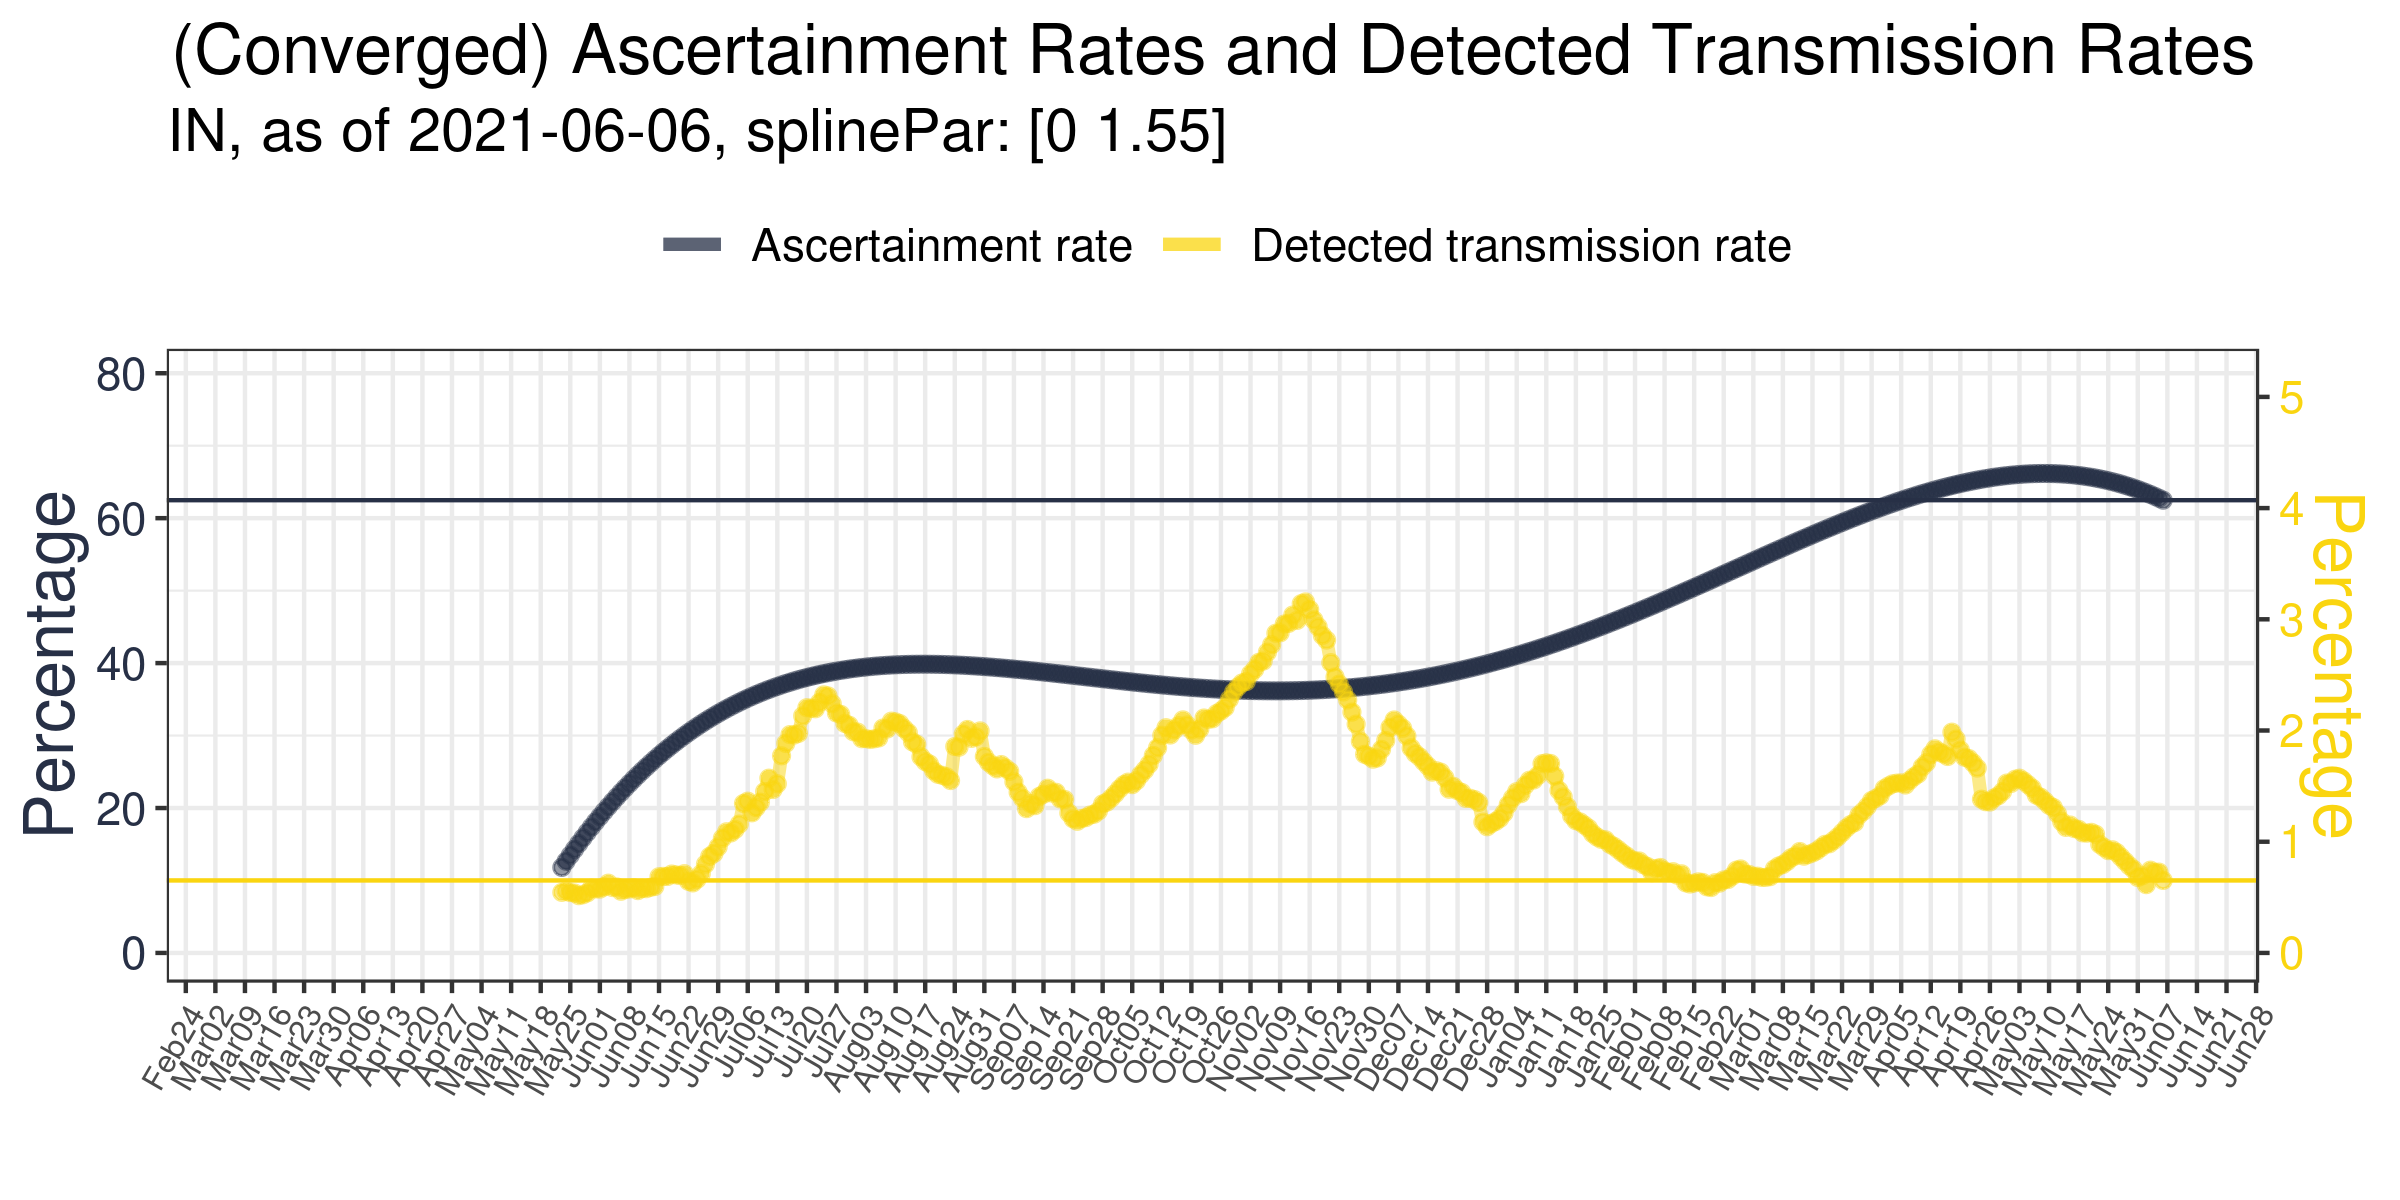 (Converged) Ascertainment Rates and Detected Transmission Rates
IN, as of 2021-06-06, splinePar: [0 1.55]
Ascertainment rate
Detected transmission rate
Percentage
80
60
40
20
0
5
4
3
2
1
0
Percentage
Feb24
Mar02
Mar09
Mar16
Mar23
Mar30
Apr06
Apr13
Apr20
Apr27
May04
May11
May18
May25
Jun01
Jun08
Jun15
Jun22
Jun29
Jul06
Jul13
Jul20
Jul27
Aug03
Aug10
Aug17
Aug24
Aug31
Sep07
Sep14
Sep21
Sep28
Oct05
Oct12
Oct19
Oct26
Nov02
Nov09
Nov16
Nov23
Nov30
Dec07
Dec14
Dec21
Dec28
Jan04
Jan11
Jan18
Jan25
Feb01
Feb08
Feb15
Feb22
Mar01
Mar08
Mar15
Mar22
Mar29
Apr05
Apr12
Apr19
Apr26
May03
May10
May17
May24
May31
Jun07
Jun14
Jun21
Jun28